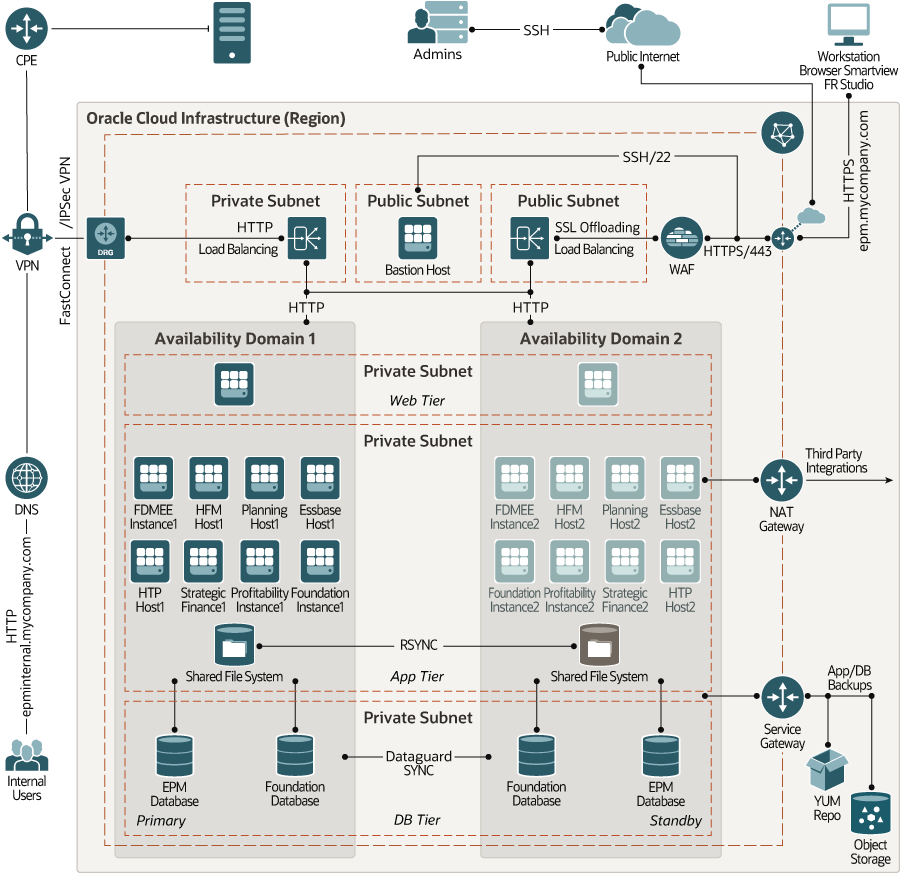 CPE
Admins
SSH
Public Internet
Workstation
Browser Smartview
FR Studio
Oracle Cloud Infrastructure (Region)
SSH/22
HTTPS
epm.mycompany.com
/IPSec VPN
FastConnect
VPN
DRG
Private Subnet
HTTP
Load Balancing
Public Subnet
Bastion Host
Public Subnet
SSL Offloading
Load Balancing
WAF
HTTPS/443
HTTP
HTTP
Availability Domain 1
Availability Domain 2
Private Subnet
Web Tier
Private Subnet
FDMEE
Instance1
HFM
Host1
Planning
Host1
Essbase
Host1
FDMEE
Instance2
HFM
Host2
Planning
Host2
Essbase
Host2
Third Party
Integrations
NAT
Gateway
DNS
HTTP
epminternal.mycompany.com
HTP
Host1
Strategic
Finance1
Profitability
Instance1
Foundation
Instance1
Foundation
Instance2
Profitability
Instance2
Strategic
Finance2
HTP
Host2
RSYNC
Shared File System
App Tier
Shared File System
App/DB
Backups
Service
Gateway
Private Subnet
Dataguard
SYNC
EPM
Database
Foundation
Database
Foundation
Database
EPM
Database
Primary
DB Tier
Standby
Internal
Users
YUM
Repo
Object
Storage